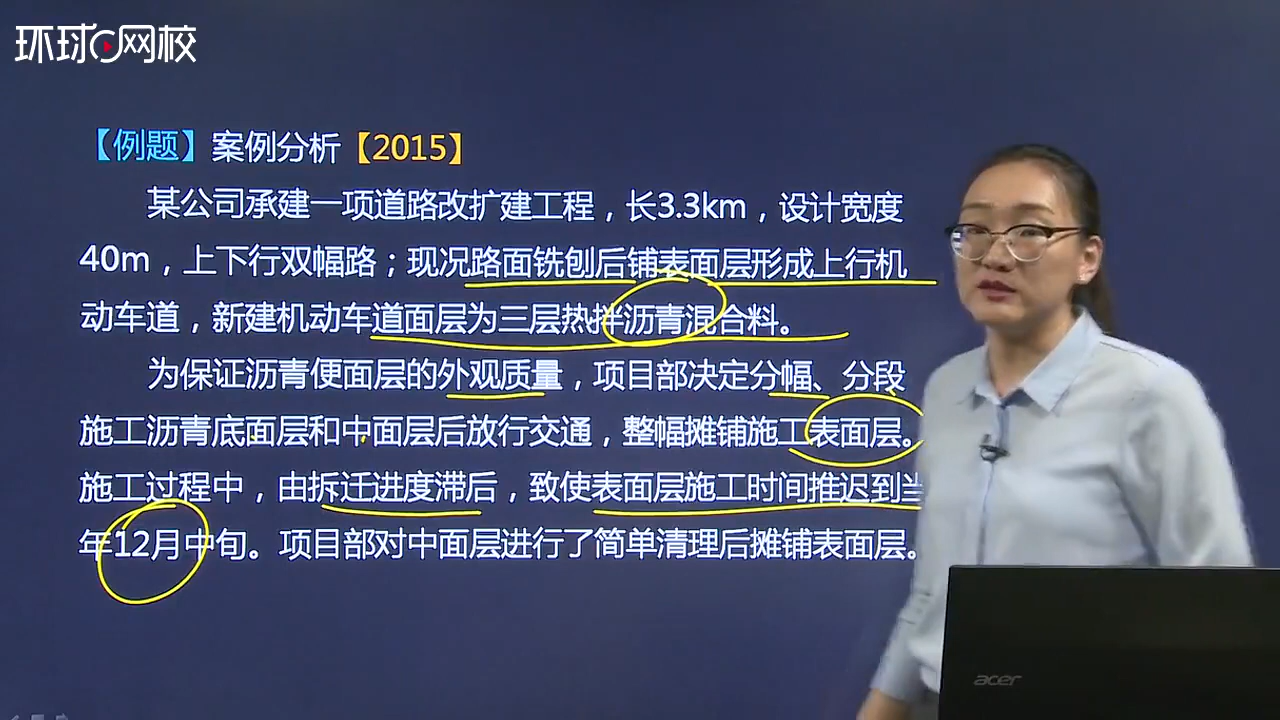 环球网校
【例题】案例分析【2015】
某公司承建一项道路改扩建工程，长3.3km，设计宽度
40m，上下行双幅路；现况路面铣刨后铺表面层形成上行机
动车道，新建机动车道面层为三层热拌沥青混合料。
为保证沥青便面层的外观质量，项目部决定分幅、分段
施工沥青底面层和中面层后放行交通，整幅摊铺施工表面层。
施工过程中，由拆迁进度滞后，致使表面层施工时间推迟到当
年12月中旬。项目部对中面层进行了简单清理后摊铺表面层。
acer